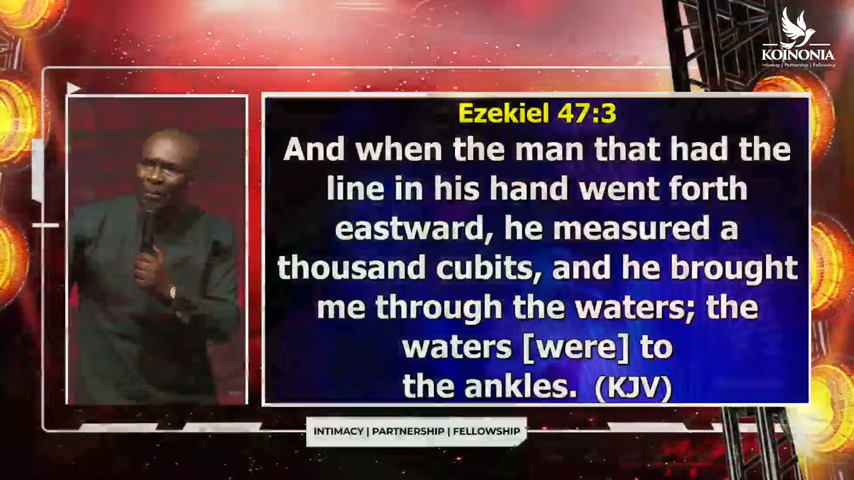 KOINONIA
Intimacy | Partnership | Fellowship
Ezekiel 47:3
And when the man that had the
line in his hand went forth
eastward, he measured a
thousand cubits, and he brought
me through the waters; the
waters [were] to
the ankles. (KJV)
INTIMACY | PARTNERSHIP | FELLOWSHIP